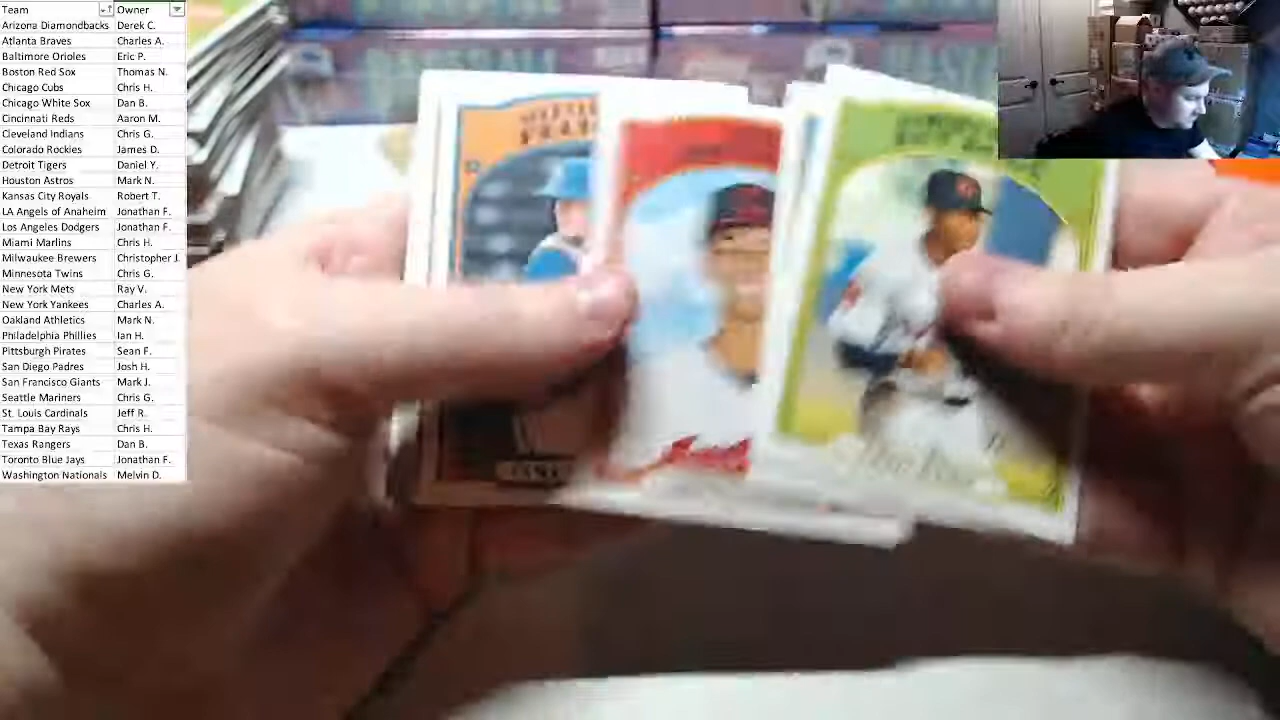 Team Owner
Arizona Diamondbacks Derek C.
Atlanta Braves Charles A.
Baltimore Orioles Eric P.
Boston Red Sox Thomas N.
Chicago Cubs Chris H.
Chicago White Sox Dan B.
Cincinnati Reds Aaron M.
Cleveland Indians Chris G.
Colorado Rockies James D.
Detroit Tigers Daniel Y.
Houston Astros Mark N.
Kansas City Royals Robert T.
LA Angels of Anaheim Jonathan F.
Los Angeles Dodgers Jonathan F.
Miami Marlins Chris H.
Milwaukee Brewers Christopher J.
Minnesota Twins Chris G.
New York Mets Ray V.
New York Yankees Charles A.
Oakland Athletics Mark N.
Philadelphia Phillies Ian H.
Pittsburgh Pirates Sean F.
San Diego Padres Josh H.
San Francisco Giants Mark J.
Seattle Mariners Chris G.
St. Louis Cardinals Jeff R.
Tampa Bay Rays Chris H.
Texas Rangers Dan B.
Toronto Blue Jays Jonathan F.
Washington Nationals Melvin D.